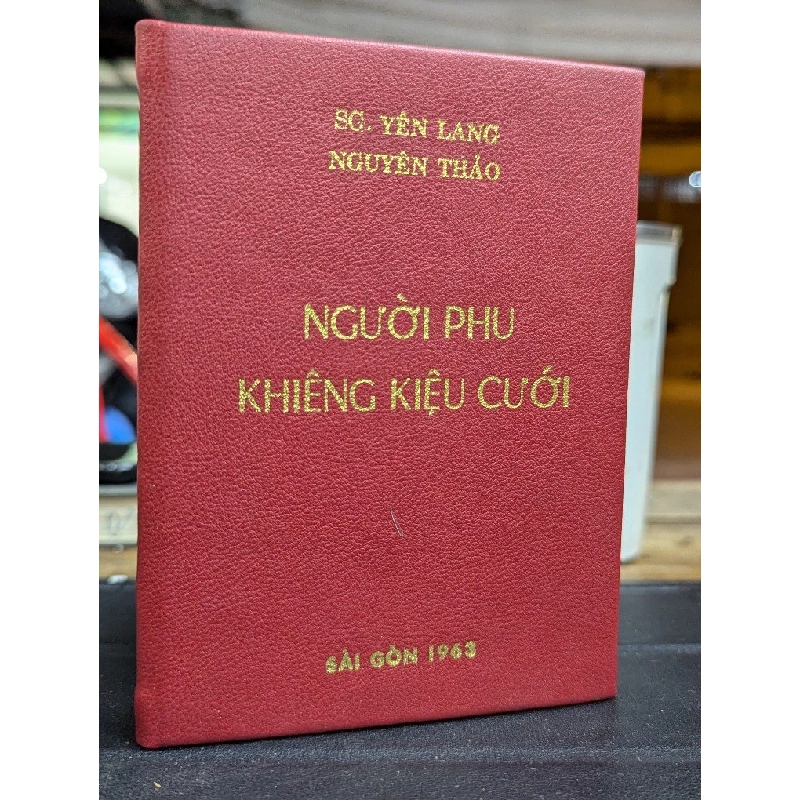 SC. YÊN LANG
NGUYÊN THẢO
NGƯỜI PHU
KHIÊNG KIỆU CƯỚI
SÀI GÒN 1963